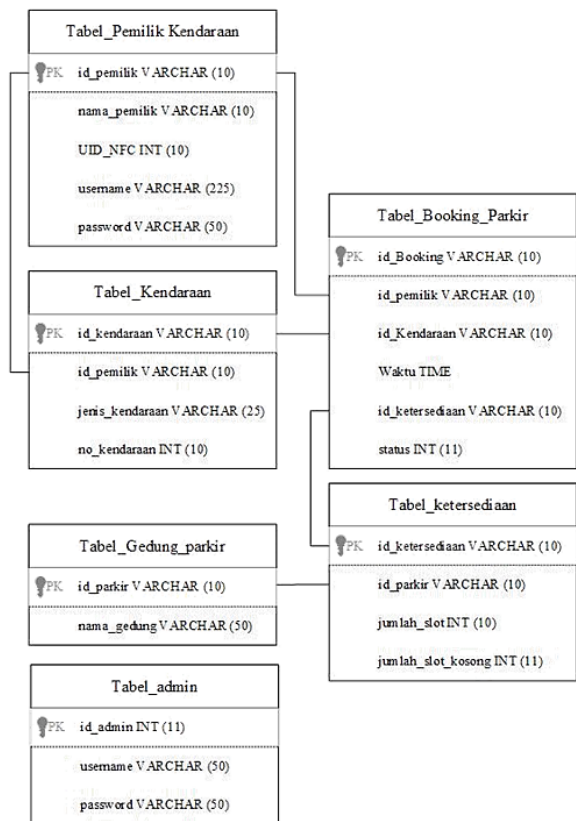 Tabel_Pemilik Kendaraan
PK id_pemilik VARCHAR (10)
nama_pemilik VARCHAR (10)
UID_NFC INT (10)
username VARCHAR (225)
password VARCHAR (50)
Tabel_Kendaraan
PK id_kendaraan VARCHAR (10)
id_pemilik VARCHAR (10)
jenis_kendaraan VARCHAR (25)
no_kendaraan INT (10)
Tabel_Booking_Parkir
PK id_Booking VARCHAR (10)
id_pemilik VARCHAR (10)
id_Kendaraan VARCHAR (10)
Waktu TIME
id_ketersediaan VARCHAR (10)
status INT (11)
Tabel_Gedung_parkir
PK id_parkir VARCHAR (10)
nama_gedung VARCHAR (50)
Tabel_ketersediaan
PK id_ketersediaan VARCHAR (10)
id_parkir VARCHAR (10)
jumlah_slot INT (10)
jumlah_slot_kosong INT (11)
Tabel_admin
PK id_admin INT (11)
username VARCHAR (50)
password VARCHAR (50)